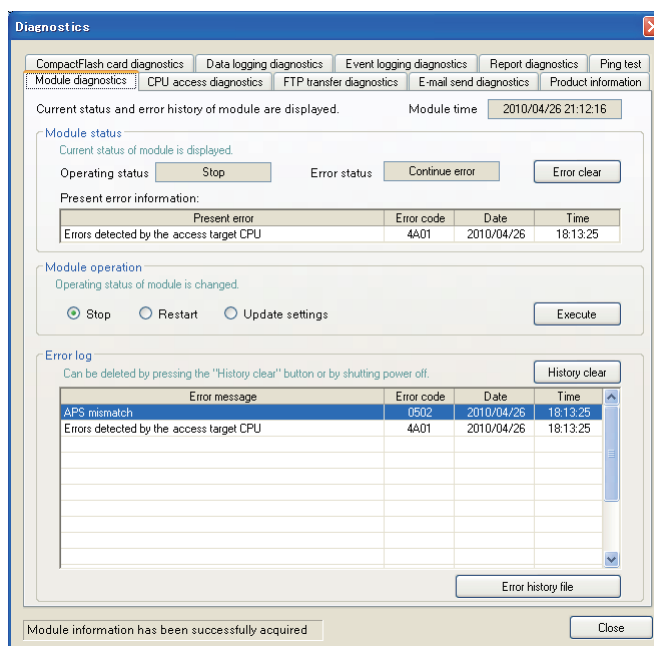 Diagnostics
CompactFlash card diagnostics Data logging diagnostics Event logging diagnostics Report diagnostics Ping test
Module diagnostics CPU access diagnostics FTP transfer diagnostics E-mail send diagnostics Product information
Current status and error history of module are displayed. Module time 2010/04/26 21:12:16
Module status
Current status of module is displayed.
Operating status Stop Error status Continue error Error clear
Present error information:
Present error Error code Date Time
Errors detected by the access target CPU 4A01 2010/04/26 18:13:25
Module operation
Operating status of module is changed.
Stop Restart Update settings Execute
Error log
Can be deleted by pressing the "History clear" button or by shutting power off. History clear
Error message Error code Date Time
APS mismatch 0502 2010/04/26 18:13:25
Errors detected by the access target CPU 4A01 2010/04/26 18:13:25
Error history file
Module information has been successfully acquired Close